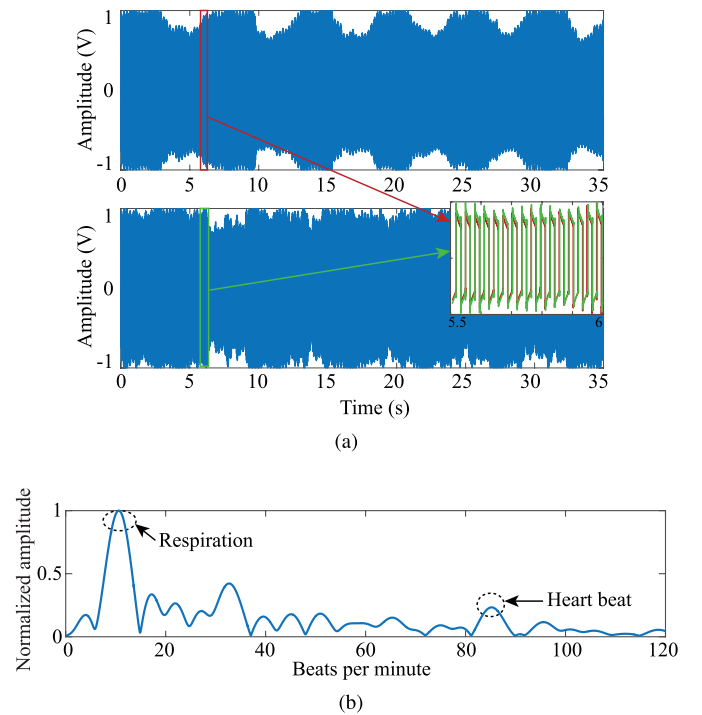 Amplitude (V)
1
0
-1
0 5 10 15 20 25 30 35
Amplitude (V)
1
0
-1
5.5 6
0 5 10 15 20 25 30 35
Time (s)
(a)
Normalized amplitude
1
0.5
0
Respiration
Heart beat
0 20 40 60 80 100 120
Beats per minute
(b)